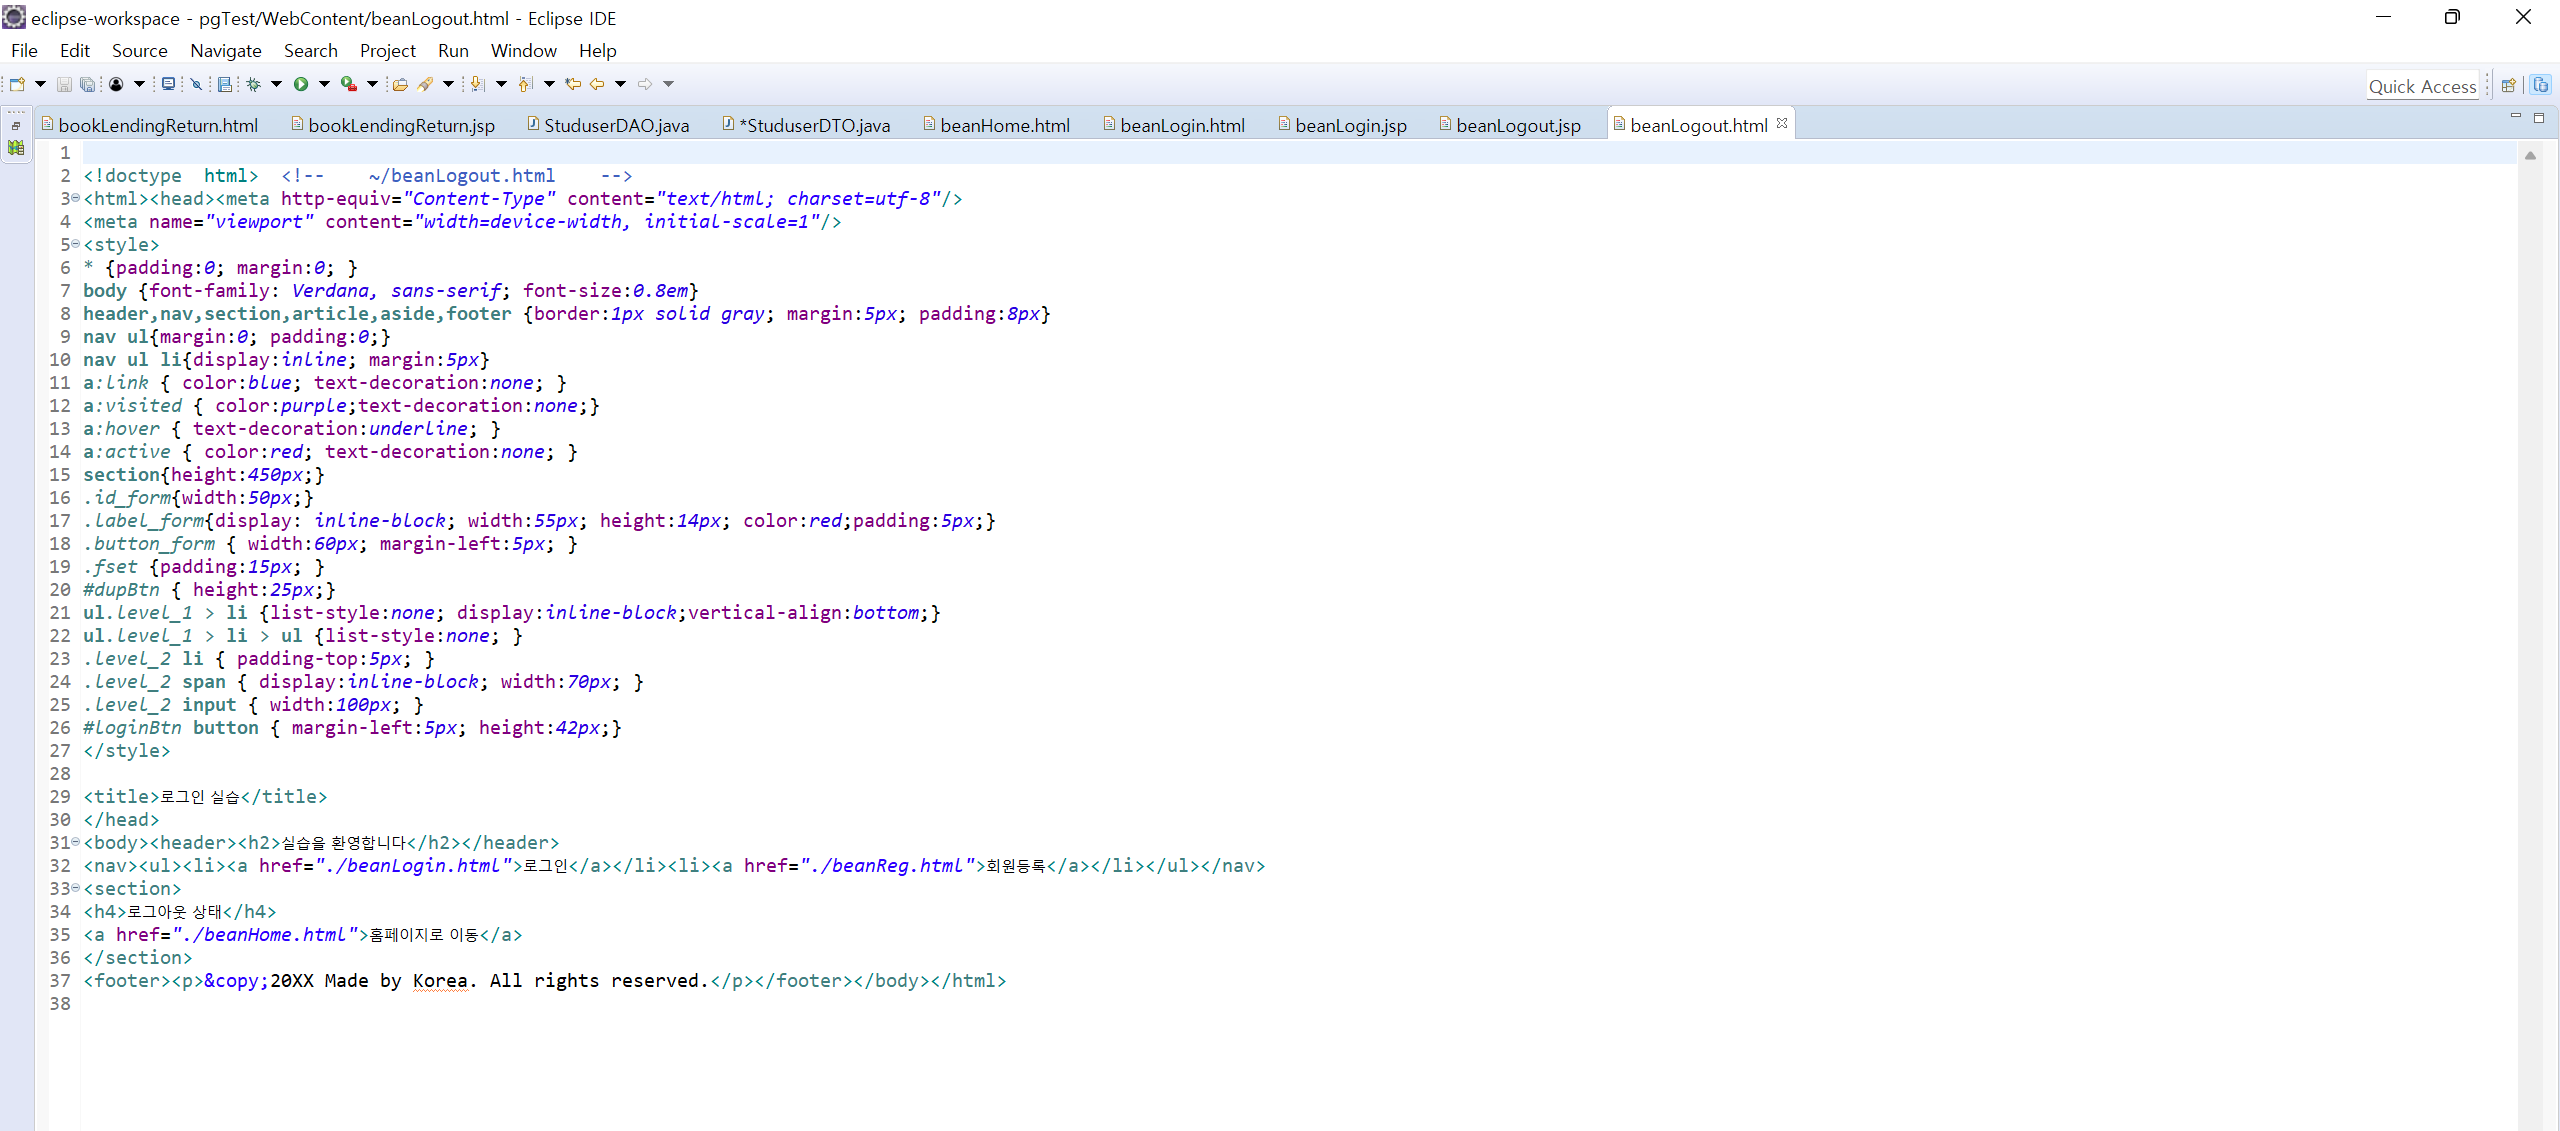 eclipse-workspace - pgTest/WebContent/beanLogout.html - Eclipse IDE
File Edit Source Navigate Search Project Run Window Help
Quick Access
bookLendingReturn.html bookLendingReturn.jsp StuduserDAO.java *StuduserDTO.java beanHome.html beanLogin.html beanLogin.jsp beanLogout.jsp beanLogout.html
1
2 <!doctype  html>  <!--    ~/beanLogout.html    -->
3 <html><head><meta http-equiv="Content-Type" content="text/html; charset=utf-8"/>
4 <meta name="viewport" content="width=device-width, initial-scale=1"/>
5 <style>
6 * {padding:0; margin:0; }
7 body {font-family: Verdana, sans-serif; font-size:0.8em}
8 header,nav,section,article,aside,footer {border:1px solid gray; margin:5px; padding:8px}
9 nav ul{margin:0; padding:0;}
10 nav ul li{display:inline; margin:5px}
11 a:link { color:blue; text-decoration:none; }
12 a:visited { color:purple;text-decoration:none;}
13 a:hover { text-decoration:underline; }
14 a:active { color:red; text-decoration:none; }
15 section{height:450px;}
16 .id_form{width:50px;}
17 .label_form{display: inline-block; width:55px; height:14px; color:red;padding:5px;}
18 .button_form { width:60px; margin-left:5px; }
19 .fset {padding:15px; }
20 #dupBtn { height:25px;}
21 ul.level_1 > li {list-style:none; display:inline-block;vertical-align:bottom;}
22 ul.level_1 > li > ul {list-style:none; }
23 .level_2 li { padding-top:5px; }
24 .level_2 span { display:inline-block; width:70px; }
25 .level_2 input { width:100px; }
26 #loginBtn button { margin-left:5px; height:42px;}
27 </style>
28
29 <title>로그인 실습</title>
30 </head>
31 <body><header><h2>실습을 환영합니다</h2></header>
32 <nav><ul><li><a href="./beanLogin.html">로그인</a></li><li><a href="./beanReg.html">회원등록</a></li></ul></nav>
33 <section>
34 <h4>로그아웃 상태</h4>
35 <a href="./beanHome.html">홈페이지로 이동</a>
36 </section>
37 <footer><p>&copy;20XX Made by Korea. All rights reserved.</p></footer></body></html>
38